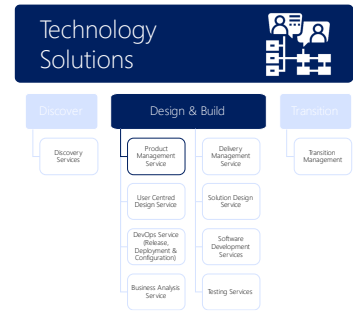 Technology
Solutions
Discover
Design & Build
Transition
Discovery
Services
Product
Management
Service
Delivery
Management
Service
Transition
Management
User Centred
Design Service
Solution Design
Service
DevOps Service
(Release,
Deployment &
Configuration)
Software
Development
Services
Business Analysis
Service
Testing Services